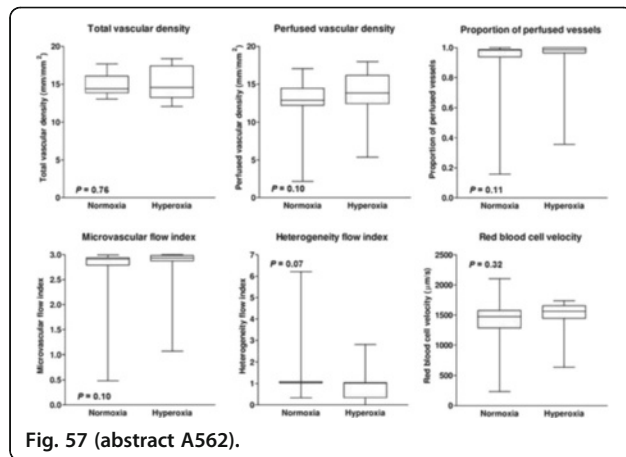 Total vascular density
Total vascular density (mm/mm²)
20
15
10
5
0
P = 0.76
Normoxia Hyperoxia
Perfused vascular density
Perfused vascular density (mm/mm²)
20
15
10
5
0
P = 0.10
Normoxia Hyperoxia
Proportion of perfused vessels
Proportion of perfused vessels
1.0
0.8
0.6
0.4
0.2
0.0
P = 0.11
Normoxia Hyperoxia
Microvascular flow index
Microvascular flow index
3.0
2.5
2.0
1.5
1.0
0.5
0.0
P = 0.10
Normoxia Hyperoxia
Heterogeneity flow index
Heterogeneity flow index
7
6
5
4
3
2
1
0
P = 0.07
Normoxia Hyperoxia
Red blood cell velocity
Red blood cell velocity (µm/s)
2500
2000
1500
1000
500
0
P = 0.32
Normoxia Hyperoxia
Fig. 57 (abstract A562).